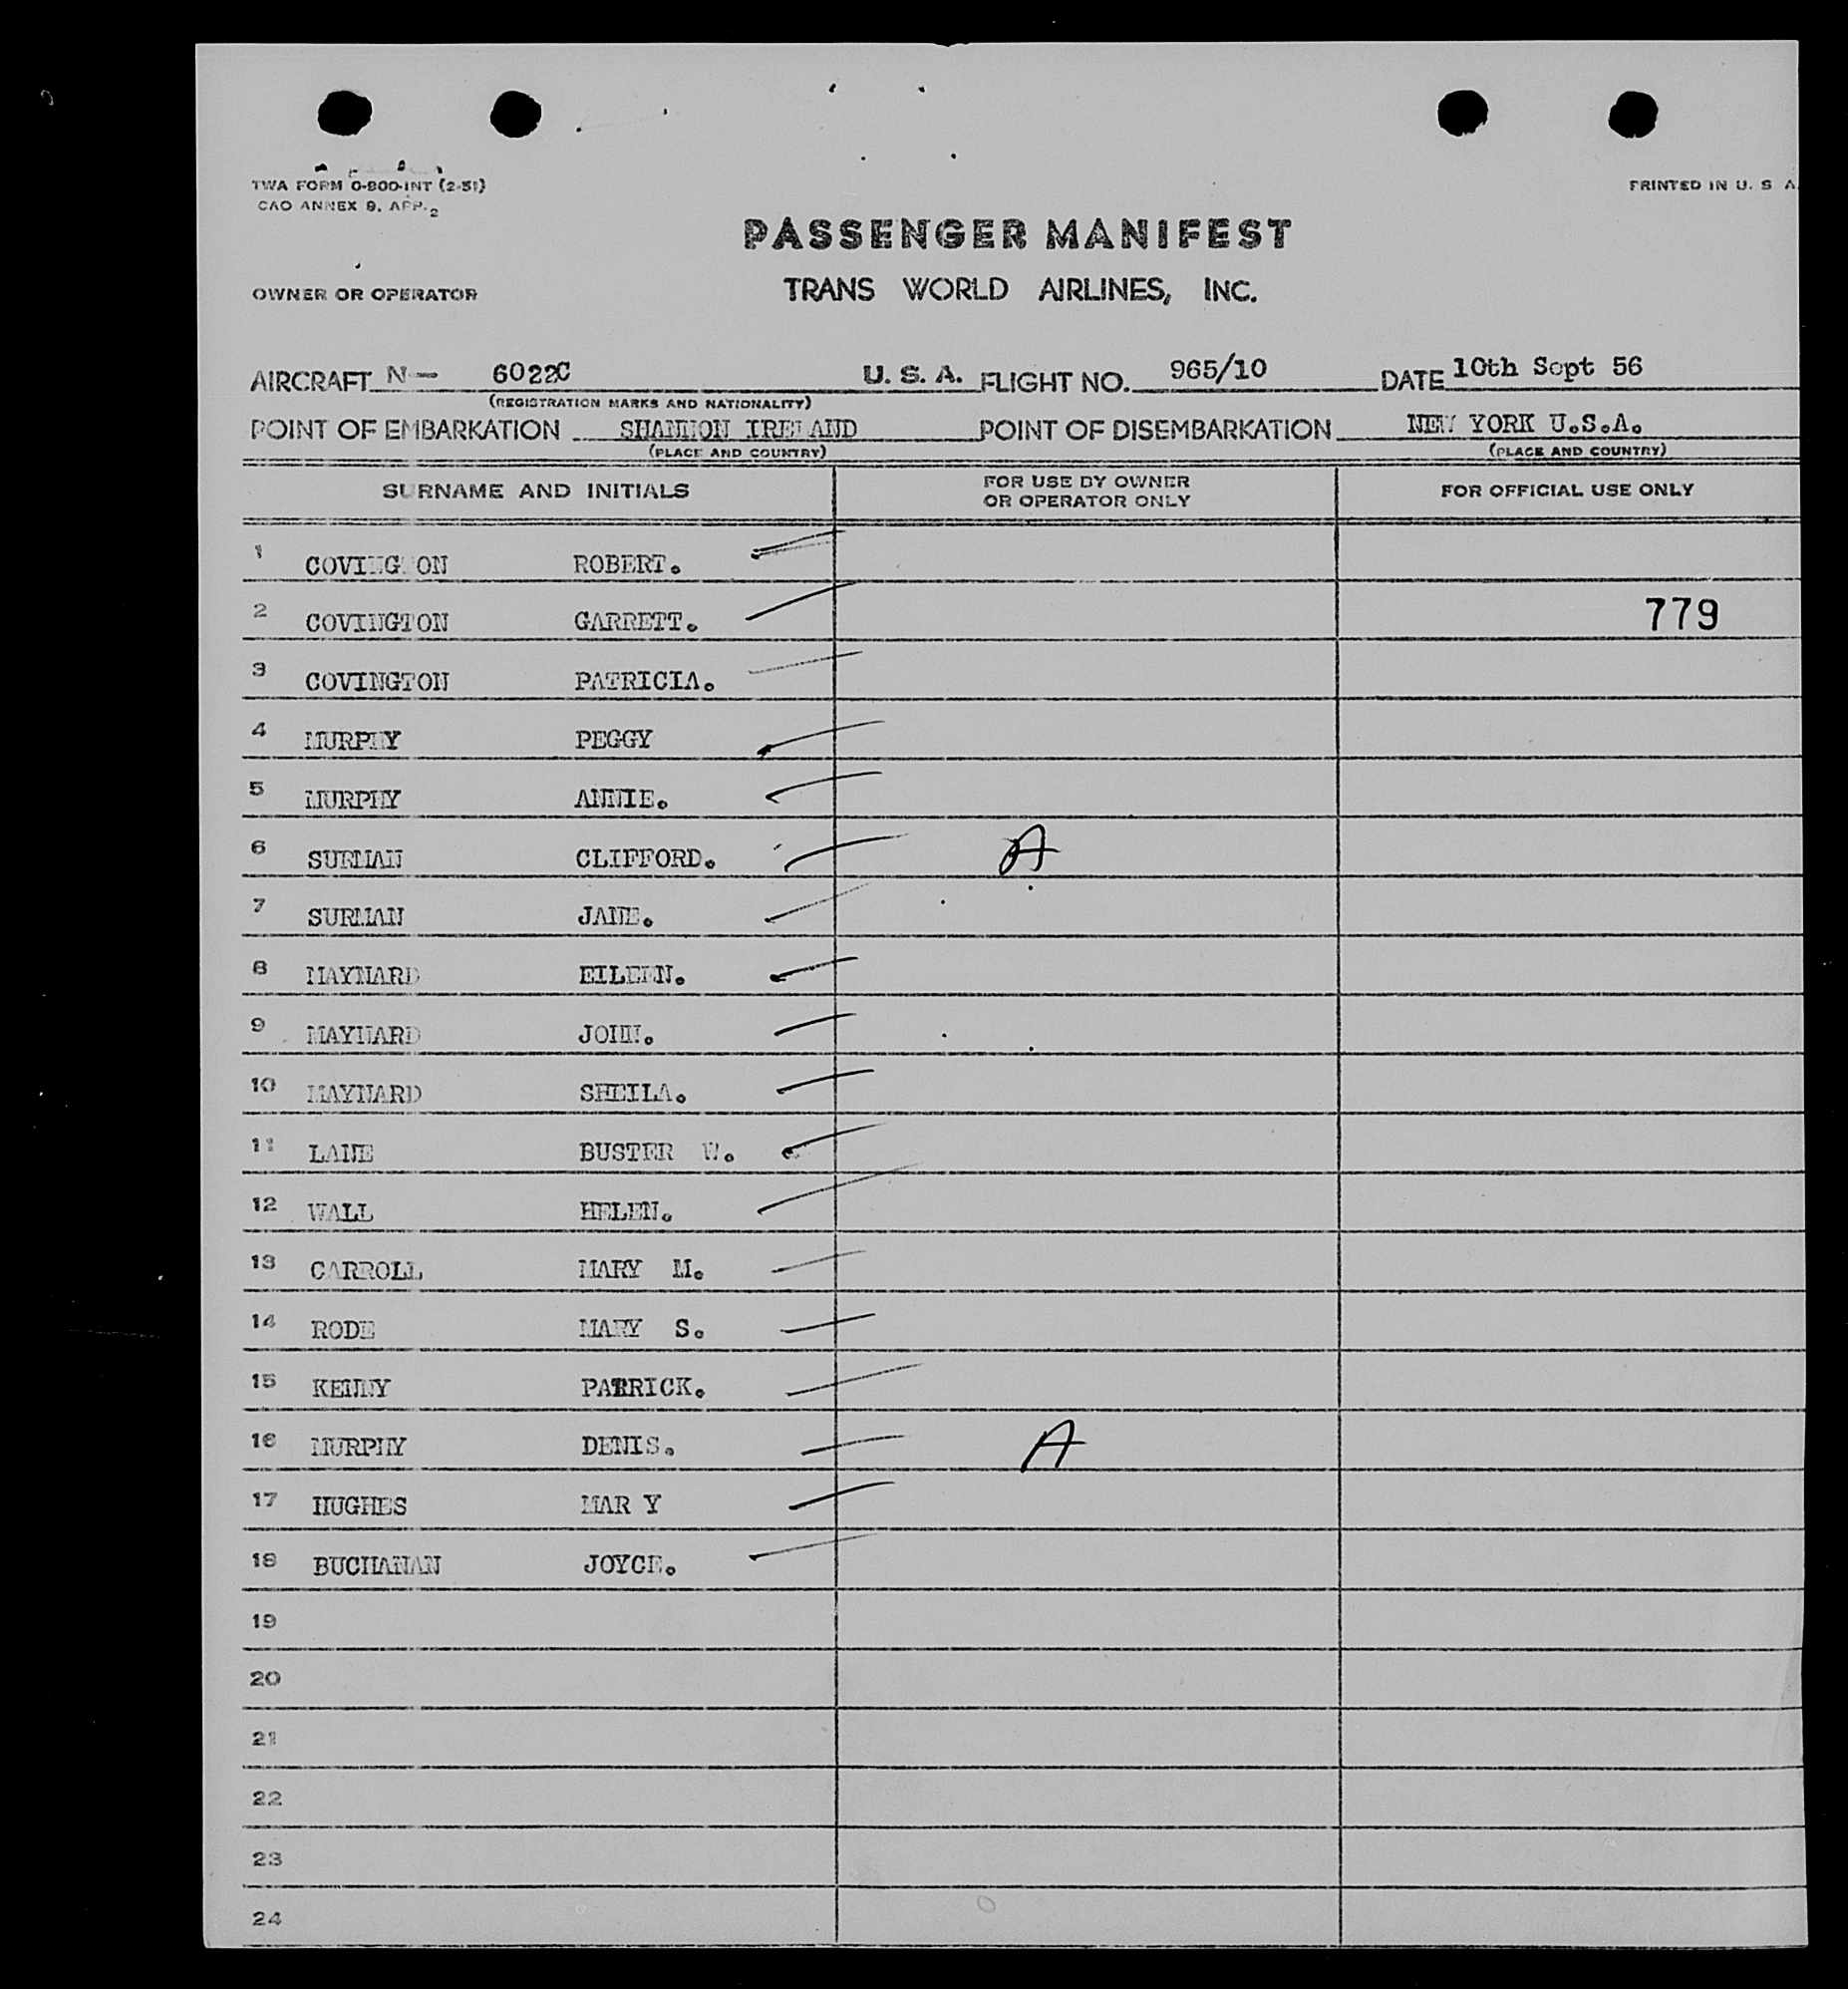 TWA FORM O-800-INT (2-51)
CAO ANNEX 9, APP. 2
PRINTED IN U. S. A.
PASSENGER MANIFEST
OWNER OR OPERATOR TRANS WORLD AIRLINES, INC.
AIRCRAFT N- 6022C U. S. A. FLIGHT NO. 965/10 DATE 10th Sept 56
(REGISTRATION MARKS AND NATIONALITY)
POINT OF EMBARKATION SHANNON IRELAND POINT OF DISEMBARKATION NEW YORK U.S.A.
(PLACE AND COUNTRY) (PLACE AND COUNTRY)
SURNAME AND INITIALS FOR USE BY OWNER OR OPERATOR ONLY FOR OFFICIAL USE ONLY
1 COVINGTON ROBERT.
2 COVINGTON GARRETT. 779
3 COVINGTON PATRICIA.
4 MURPHY PEGGY
5 MURPHY ANNIE.
6 SURMAN CLIFFORD. A
7 SURMAN JANE.
8 MAYNARD EILEEN.
9 MAYNARD JOHN.
10 MAYNARD SHEILA.
11 LANE BUSTER W.
12 WALL HELEN.
13 CARROLL MARY M.
14 RODE MARY S.
15 KENNY PATRICK.
16 MURPHY DENIS. A
17 HUGHES MAR Y
18 BUCHANAN JOYCE.
19
20
21
22
23
24